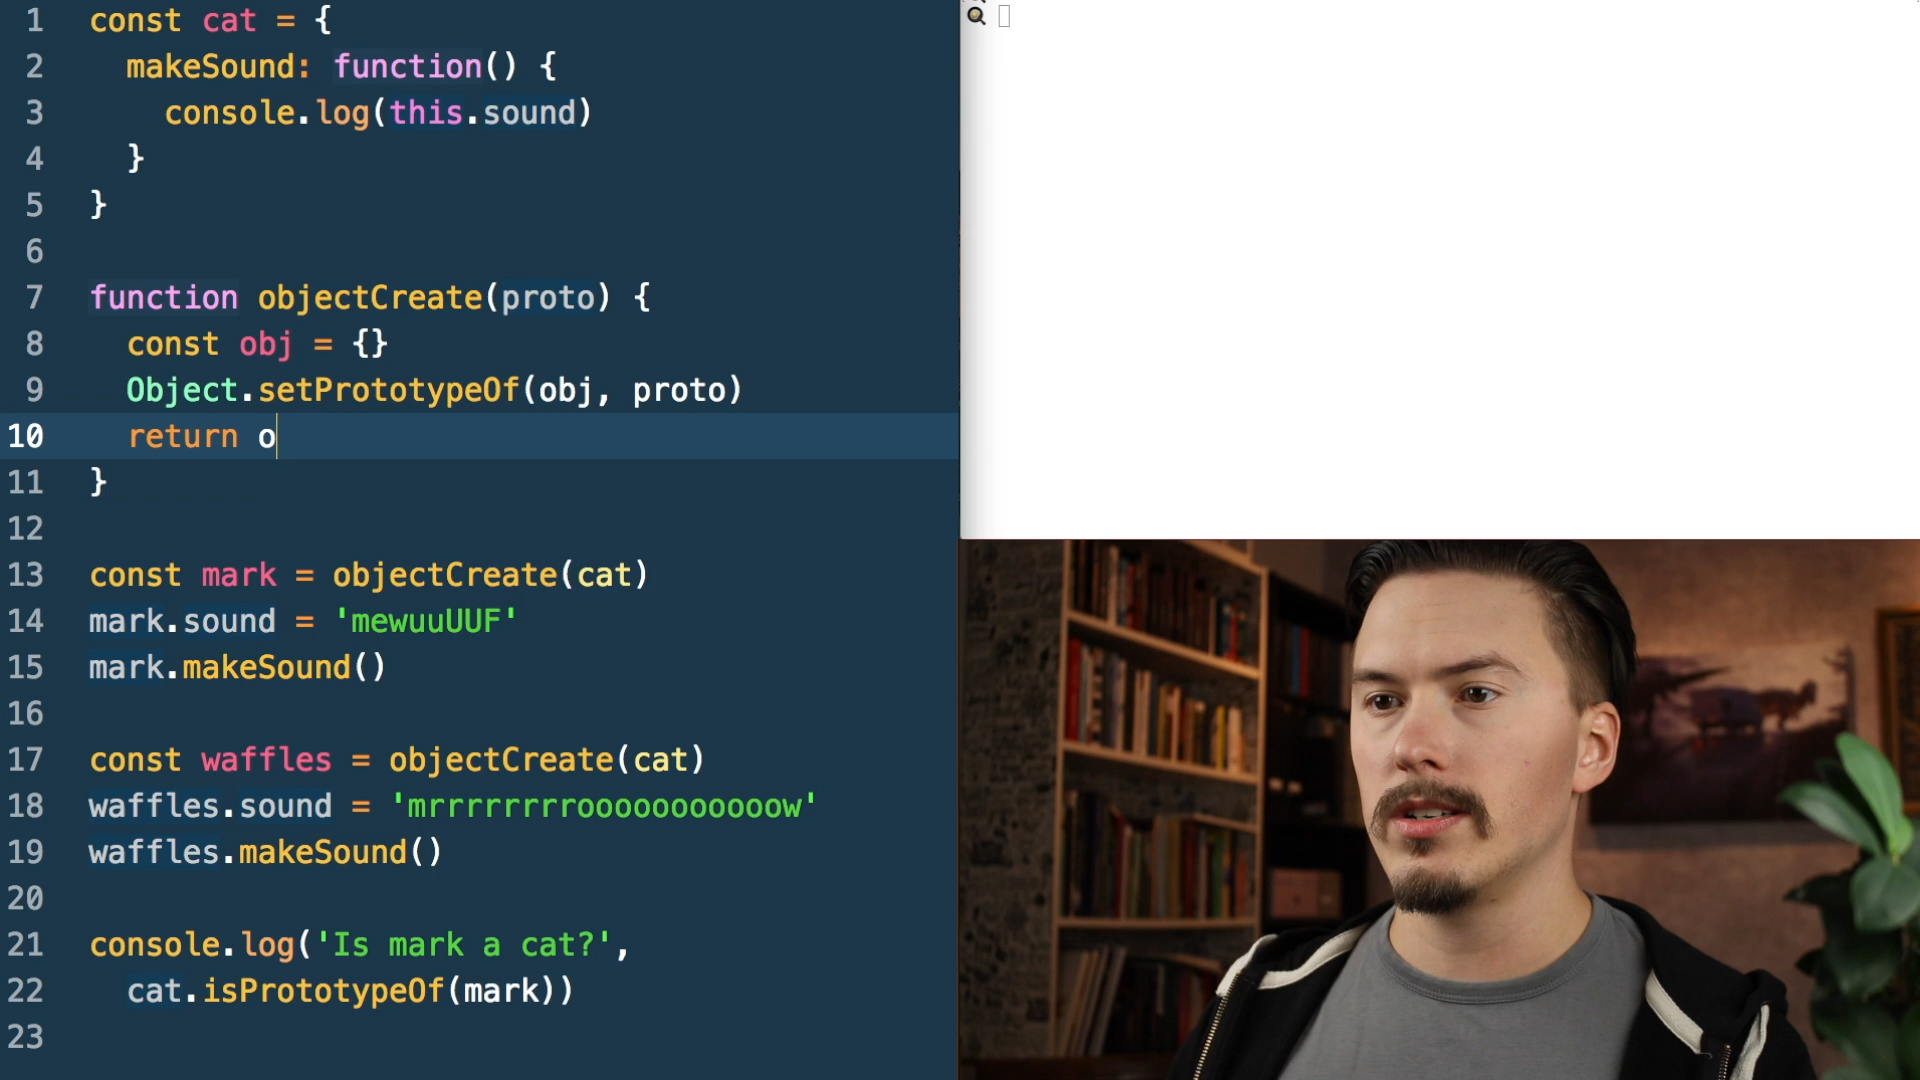 1 const cat = {
2 makeSound: function() {
3 console.log(this.sound)
4 }
5 }
6
7 function objectCreate(proto) {
8 const obj = {}
9 Object.setPrototypeOf(obj, proto)
10 return o
11 }
12
13 const mark = objectCreate(cat)
14 mark.sound = 'mewuuUUF'
15 mark.makeSound()
16
17 const waffles = objectCreate(cat)
18 waffles.sound = 'mrrrrrrrooooooooooow'
19 waffles.makeSound()
20
21 console.log('Is mark a cat?',
22 cat.isPrototypeOf(mark))
23